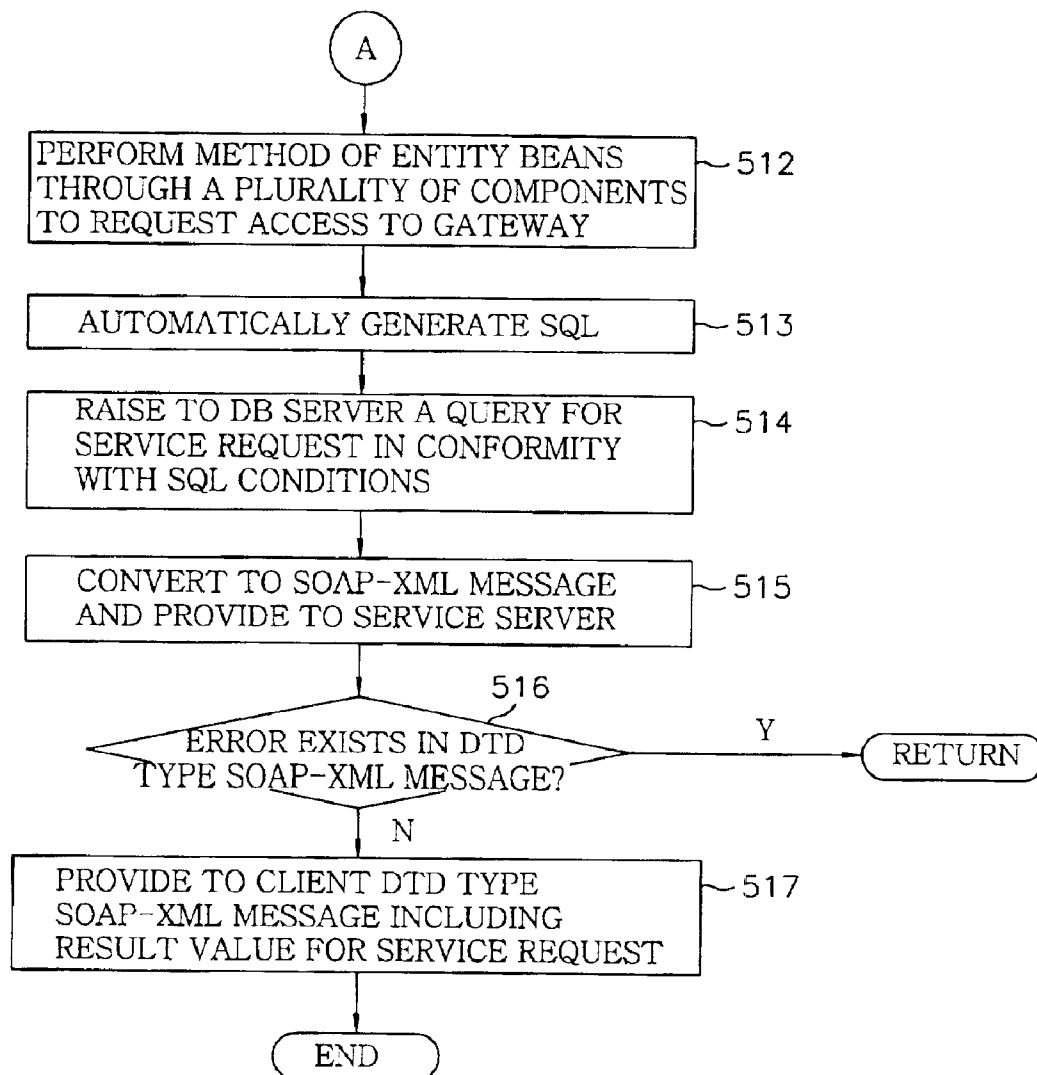 A
PERFORM METHOD OF ENTITY BEANS
THROUGH A PLURALITY OF COMPONENTS
TO REQUEST ACCESS TO GATEWAY
512
AUTOMATICALLY GENERATE SQL
513
RAISE TO DB SERVER A QUERY FOR
SERVICE REQUEST IN CONFORMITY
WITH SQL CONDITIONS
514
CONVERT TO SOAP-XML MESSAGE
AND PROVIDE TO SERVICE SERVER
515
516
ERROR EXISTS IN DTD
TYPE SOAP-XML MESSAGE?
Y
RETURN
N
PROVIDE TO CLIENT DTD TYPE
SOAP-XML MESSAGE INCLUDING
RESULT VALUE FOR SERVICE REQUEST
517
END